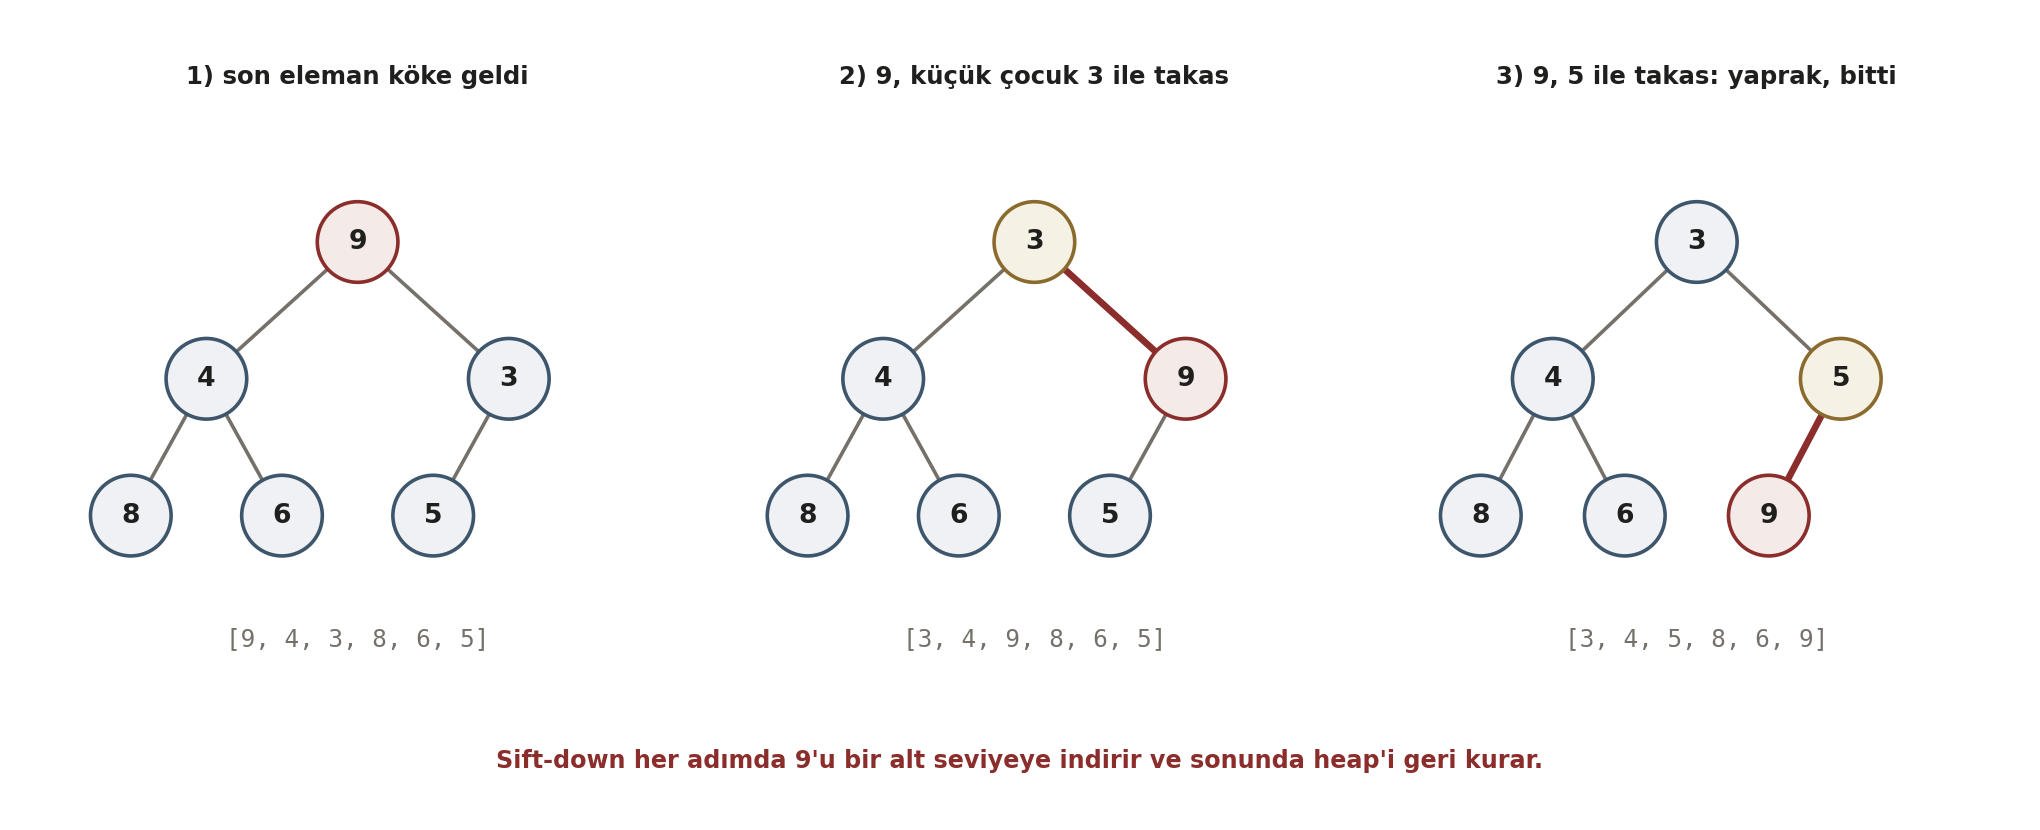 1) son eleman köke geldi
2) 9, küçük çocuk 3 ile takas
3) 9, 5 ile takas: yaprak, bitti
9
3
3
4
3
4
9
4
5
8
6
5
8
6
5
8
6
9
[9, 4, 3, 8, 6, 5]
[3, 4, 9, 8, 6, 5]
[3, 4, 5, 8, 6, 9]
Sift-down her adımda 9'u bir alt seviyeye indirir ve sonunda heap'i geri kurar.